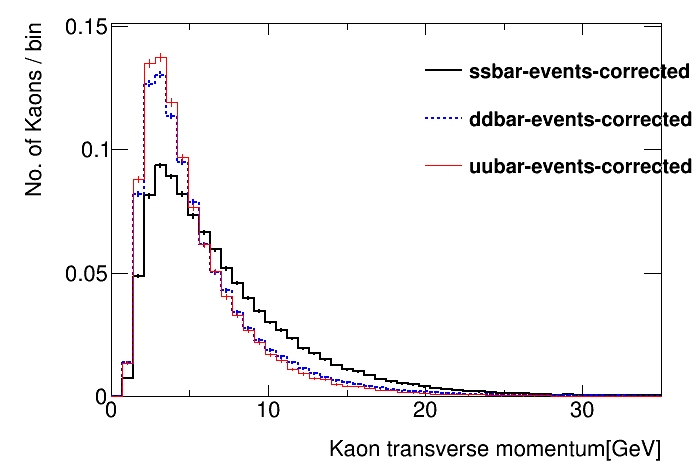 0.15
No. of Kaons / bin
ssbar-events-corrected
ddbar-events-corrected
0.1
uubar-events-corrected
0.05
0
0 10 20 30
Kaon transverse momentum[GeV]